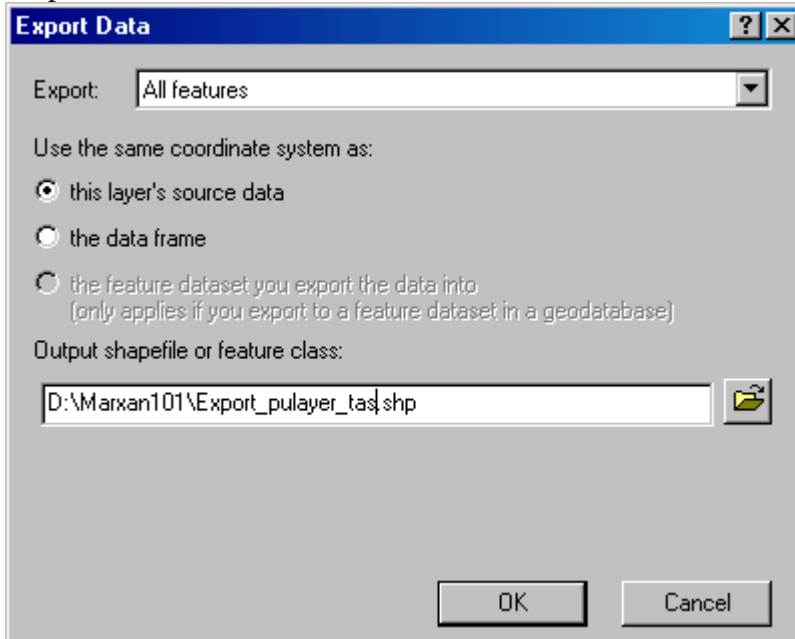 Export Data
Export: All features
Use the same coordinate system as:
this layer's source data
the data frame
the feature dataset you export the data into
(only applies if you export to a feature dataset in a geodatabase)
Output shapefile or feature class:
D:\Marxan101\Export_pulayer_tas.shp
OK Cancel